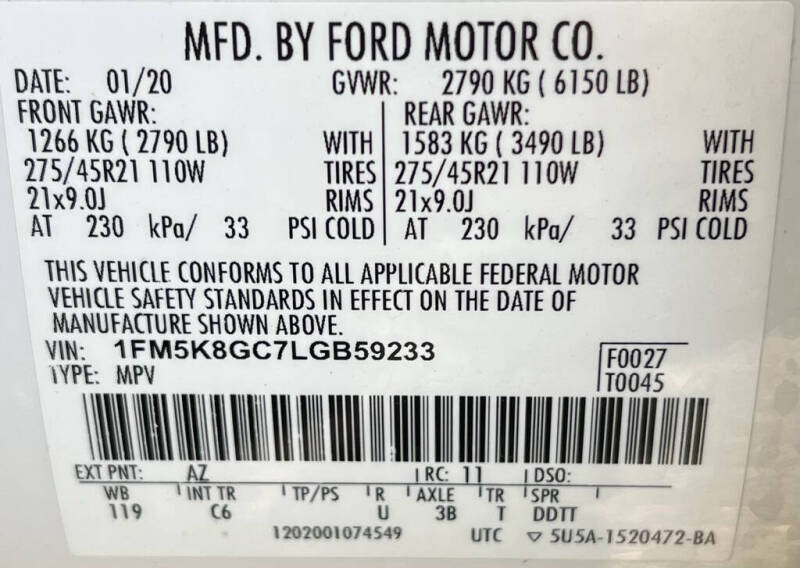 MFD. BY FORD MOTOR CO.
DATE: 01/20 GVWR: 2790 KG ( 6150 LB)
FRONT GAWR: REAR GAWR:
1266 KG ( 2790 LB) WITH 1583 KG ( 3490 LB) WITH
275/45R21 110W TIRES 275/45R21 110W TIRES
21x9.0J RIMS 21x9.0J RIMS
AT 230 kPa/ 33 PSI COLD AT 230 kPa/ 33 PSI COLD
THIS VEHICLE CONFORMS TO ALL APPLICABLE FEDERAL MOTOR
VEHICLE SAFETY STANDARDS IN EFFECT ON THE DATE OF
MANUFACTURE SHOWN ABOVE.
VIN: 1FM5K8GC7LGB59233 F0027
TYPE: MPV T0045
EXT PNT: AZ RC: 11 DSO:
WB INT TR TP/PS R AXLE TR SPR
119 C6 U 3B T DDTT
1202001074549 UTC ▽ 5U5A-1520472-BA